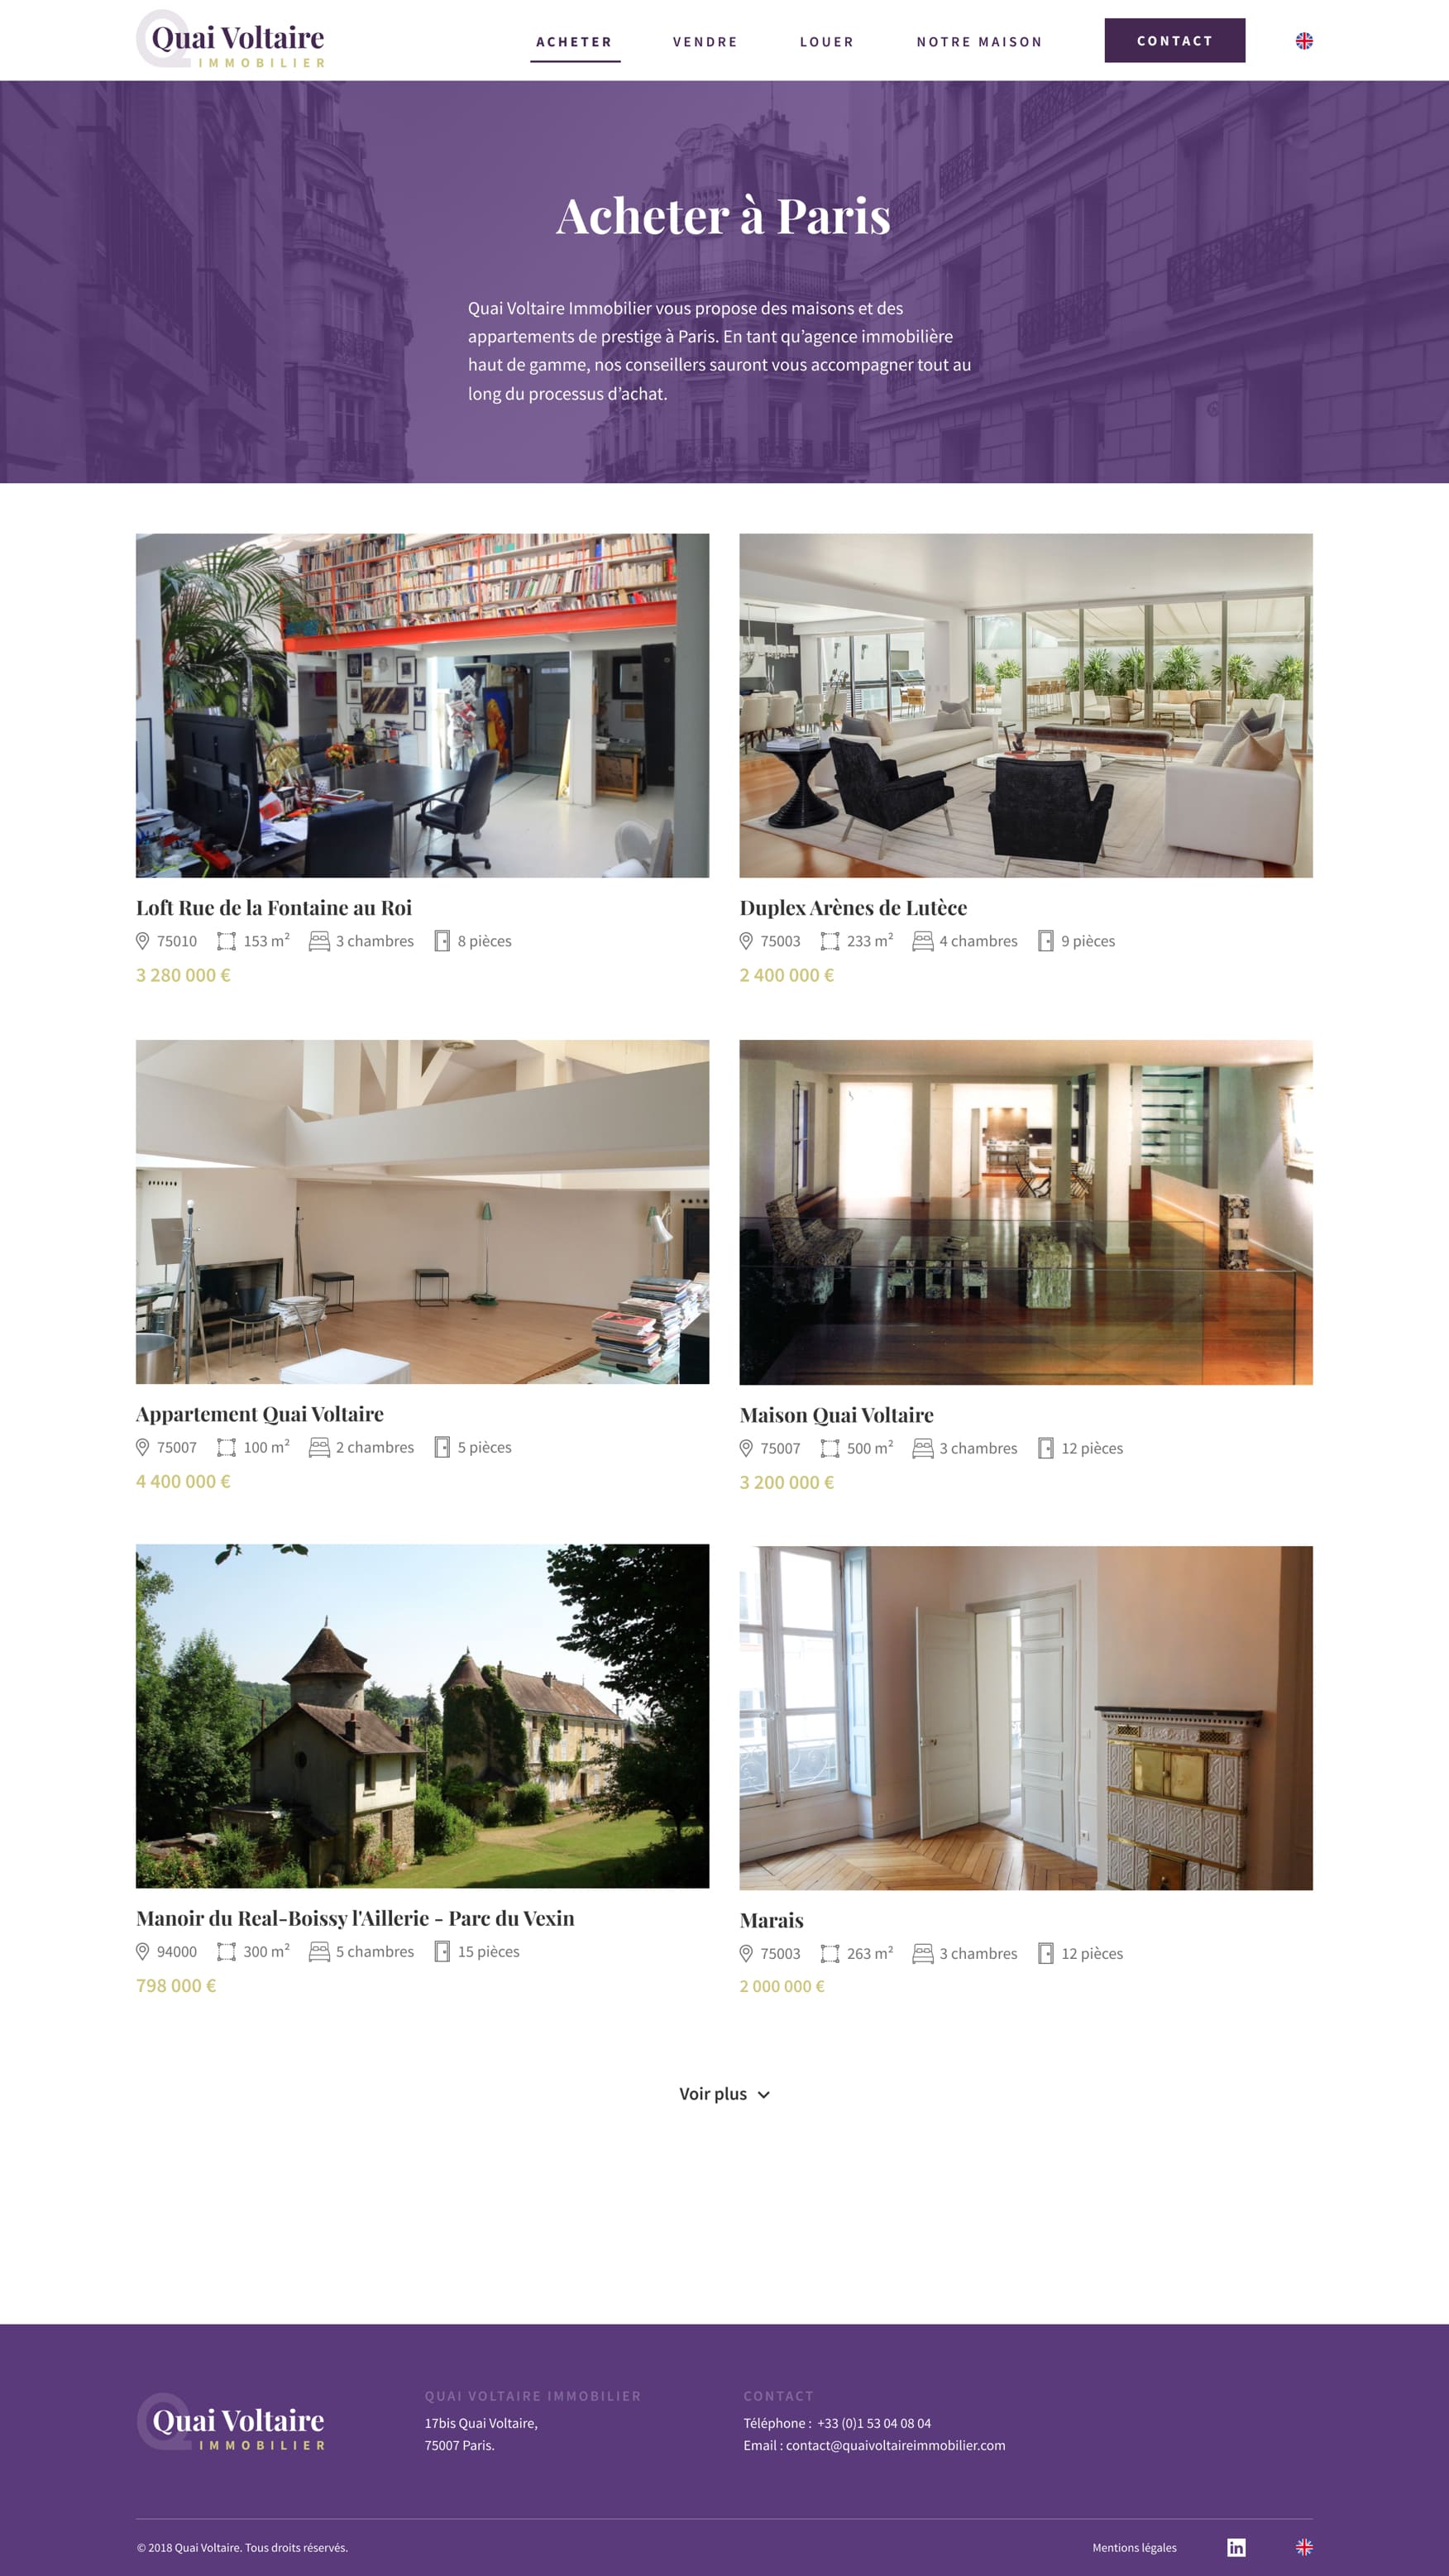 Quai Voltaire
IMMOBILIER
ACHETER
VENDRE
LOUER
NOTRE MAISON
CONTACT
Acheter à Paris
Quai Voltaire Immobilier vous propose des maisons et des
appartements de prestige à Paris. En tant qu’agence immobilière
haut de gamme, nos conseillers sauront vous accompagner tout au
long du processus d’achat.
Loft Rue de la Fontaine au Roi
75010 153 m² 3 chambres 8 pièces
3 280 000 €
Duplex Arènes de Lutèce
75003 233 m² 4 chambres 9 pièces
2 400 000 €
Appartement Quai Voltaire
75007 100 m² 2 chambres 5 pièces
4 400 000 €
Maison Quai Voltaire
75007 500 m² 3 chambres 12 pièces
3 200 000 €
Manoir du Real-Boissy l'Aillerie - Parc du Vexin
94000 300 m² 5 chambres 15 pièces
798 000 €
Marais
75003 263 m² 3 chambres 12 pièces
2 000 000 €
Voir plus
Quai Voltaire
IMMOBILIER
QUAI VOLTAIRE IMMOBILIER
17bis Quai Voltaire,
75007 Paris.
CONTACT
Téléphone : +33 (0)1 53 04 08 04
Email : contact@quaivoltaireimmobilier.com
© 2018 Quai Voltaire. Tous droits réservés.
Mentions légales
in